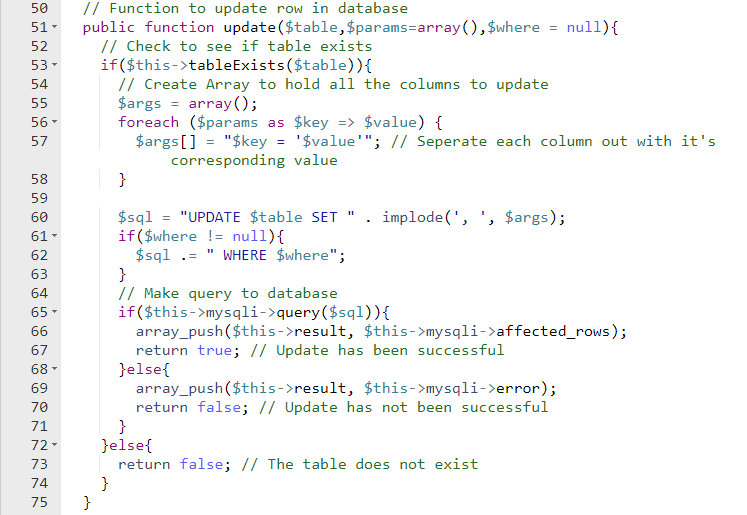 50 // Function to update row in database
51 public function update($table,$params=array(),$where = null){
52 // Check to see if table exists
53 if($this->tableExists($table)){
54 // Create Array to hold all the columns to update
55 $args = array();
56 foreach ($params as $key => $value) {
57 $args[] = "$key = '$value'"; // Seperate each column out with it's
corresponding value
58 }
59
60 $sql = "UPDATE $table SET " . implode(', ', $args);
61 if($where != null){
62 $sql .= " WHERE $where";
63 }
64 // Make query to database
65 if($this->mysqli->query($sql)){
66 array_push($this->result, $this->mysqli->affected_rows);
67 return true; // Update has been successful
68 }else{
69 array_push($this->result, $this->mysqli->error);
70 return false; // Update has not been successful
71 }
72 }else{
73 return false; // The table does not exist
74 }
75 }